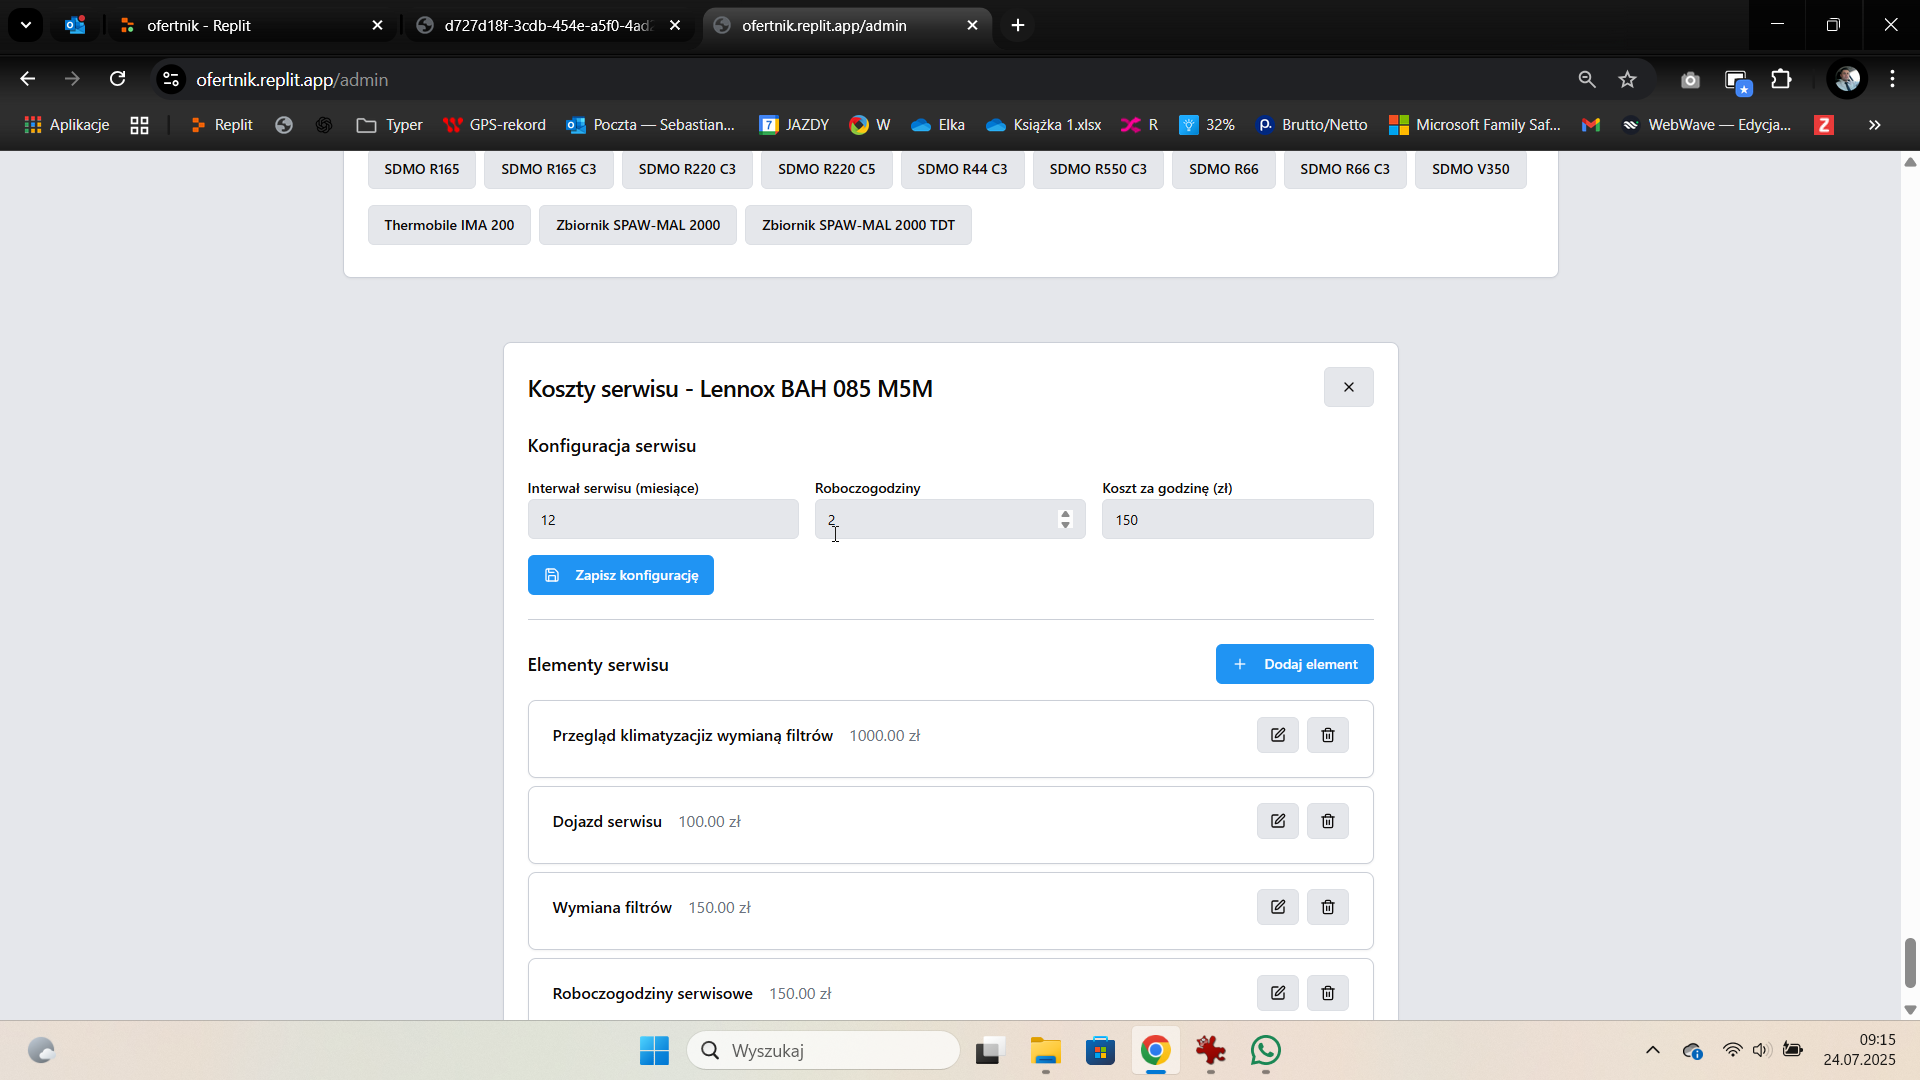 ofertnik - Replit
d727d18f-3cdb-454e-a5f0-4ad
ofertnik.replit.app/admin
ofertnik.replit.app/admin
Aplikacje
Replit
Typer
GPS-rekord
Poczta — Sebastian...
7 JAZDY
W
Elka
Książka 1.xlsx
R
32%
Brutto/Netto
Microsoft Family Saf...
WebWave — Edycja...
Z
SDMO R165
SDMO R165 C3
SDMO R220 C3
SDMO R220 C5
SDMO R44 C3
SDMO R550 C3
SDMO R66
SDMO R66 C3
SDMO V350
Thermobile IMA 200
Zbiornik SPAW-MAL 2000
Zbiornik SPAW-MAL 2000 TDT
Koszty serwisu - Lennox BAH 085 M5M
Konfiguracja serwisu
Interwał serwisu (miesiące)
Roboczogodziny
Koszt za godzinę (zł)
12
2
150
Zapisz konfigurację
Elementy serwisu
Dodaj element
Przegląd klimatyzacjiz wymianą filtrów 1000.00 zł
Dojazd serwisu 100.00 zł
Wymiana filtrów 150.00 zł
Roboczogodziny serwisowe 150.00 zł
Wyszukaj
09:15
24.07.2025